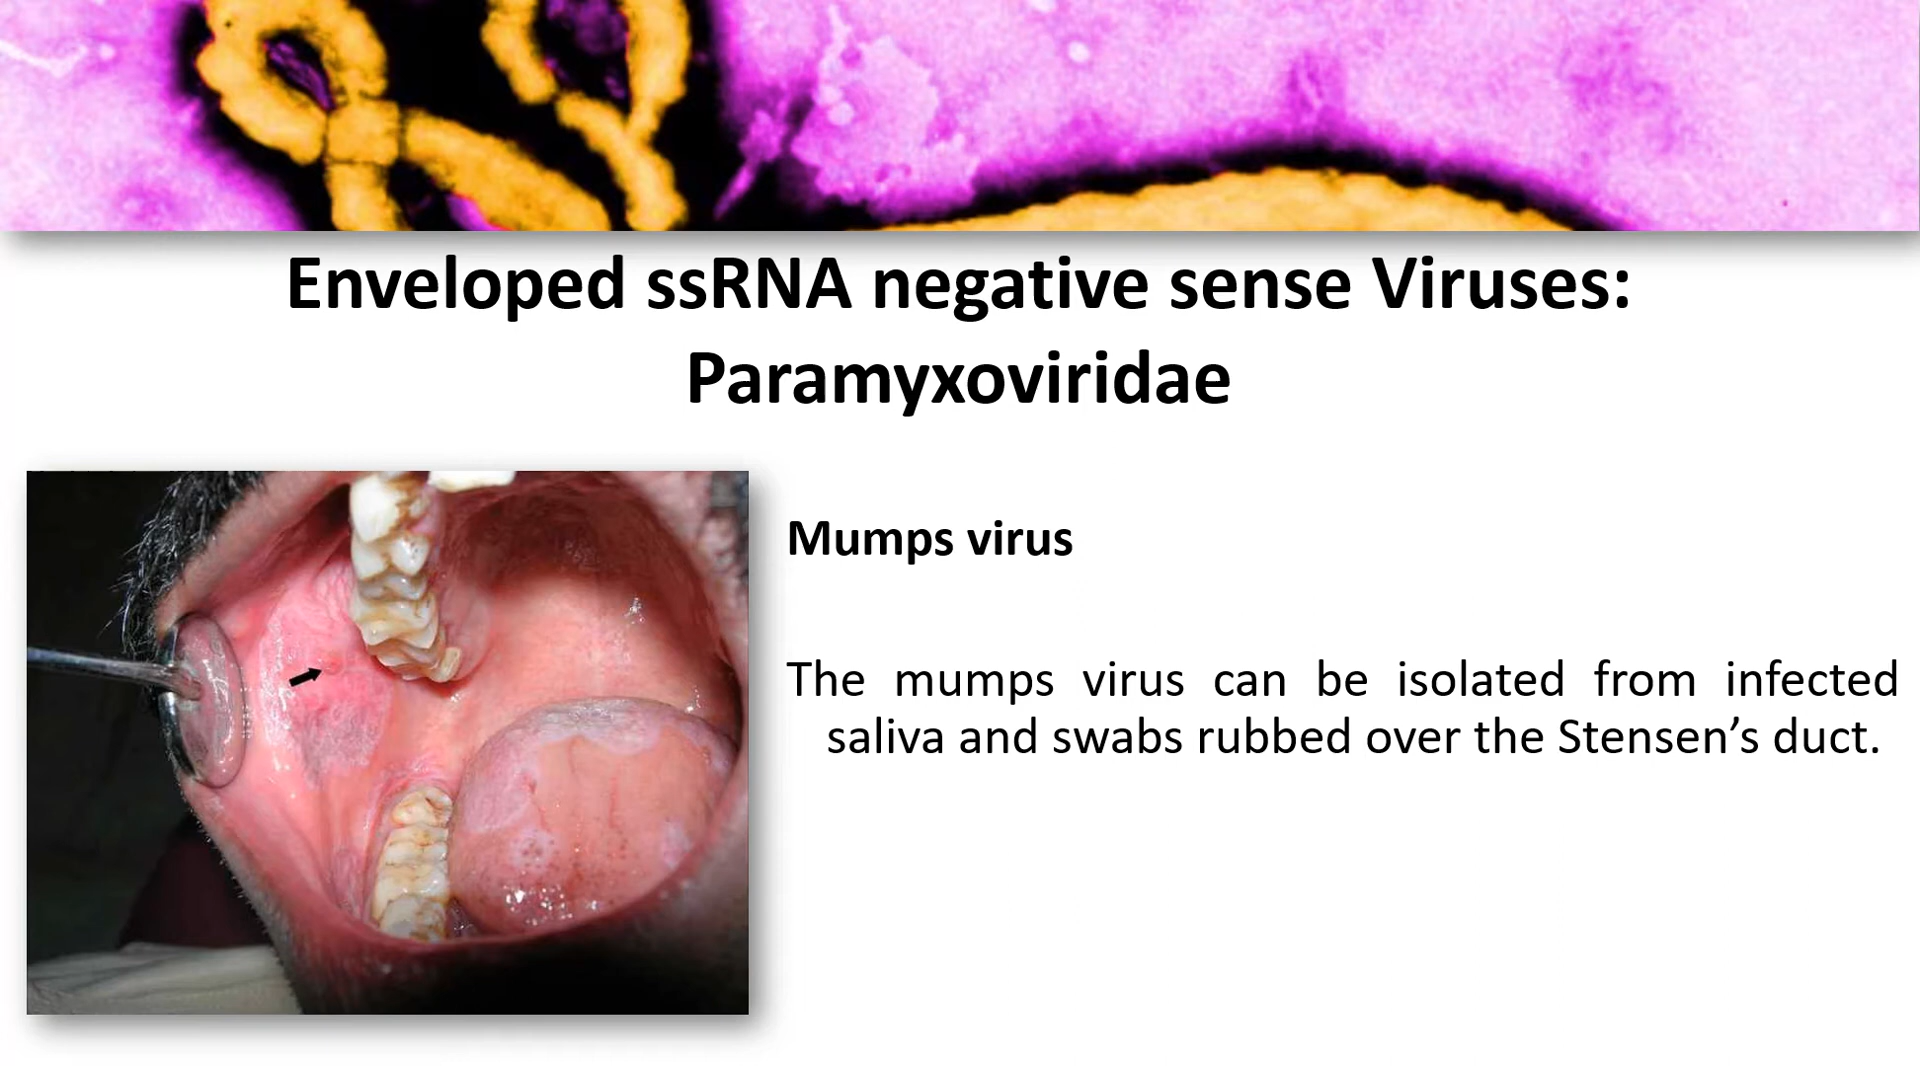 Enveloped ssRNA negative sense Viruses:
Paramyxoviridae
Mumps virus
The mumps virus can be isolated from infected
saliva and swabs rubbed over the Stensen’s duct.